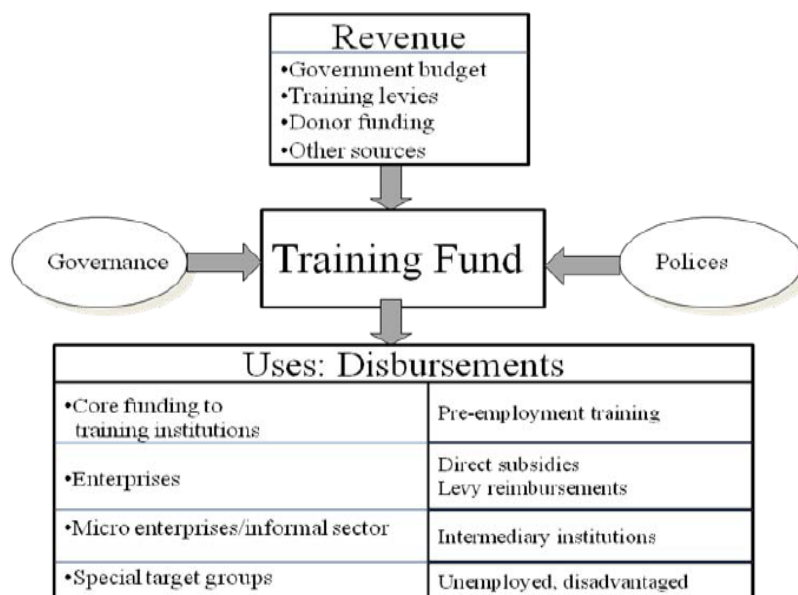 Revenue
•Government budget
•Training levies
•Donor funding
•Other sources
Governance
Training Fund
Polices
Uses: Disbursements
•Core funding to
training institutions
Pre-employment training
•Enterprises
Direct subsidies
Levy reimbursements
•Micro enterprises/informal sector
Intermediary institutions
•Special target groups
Unemployed, disadvantaged